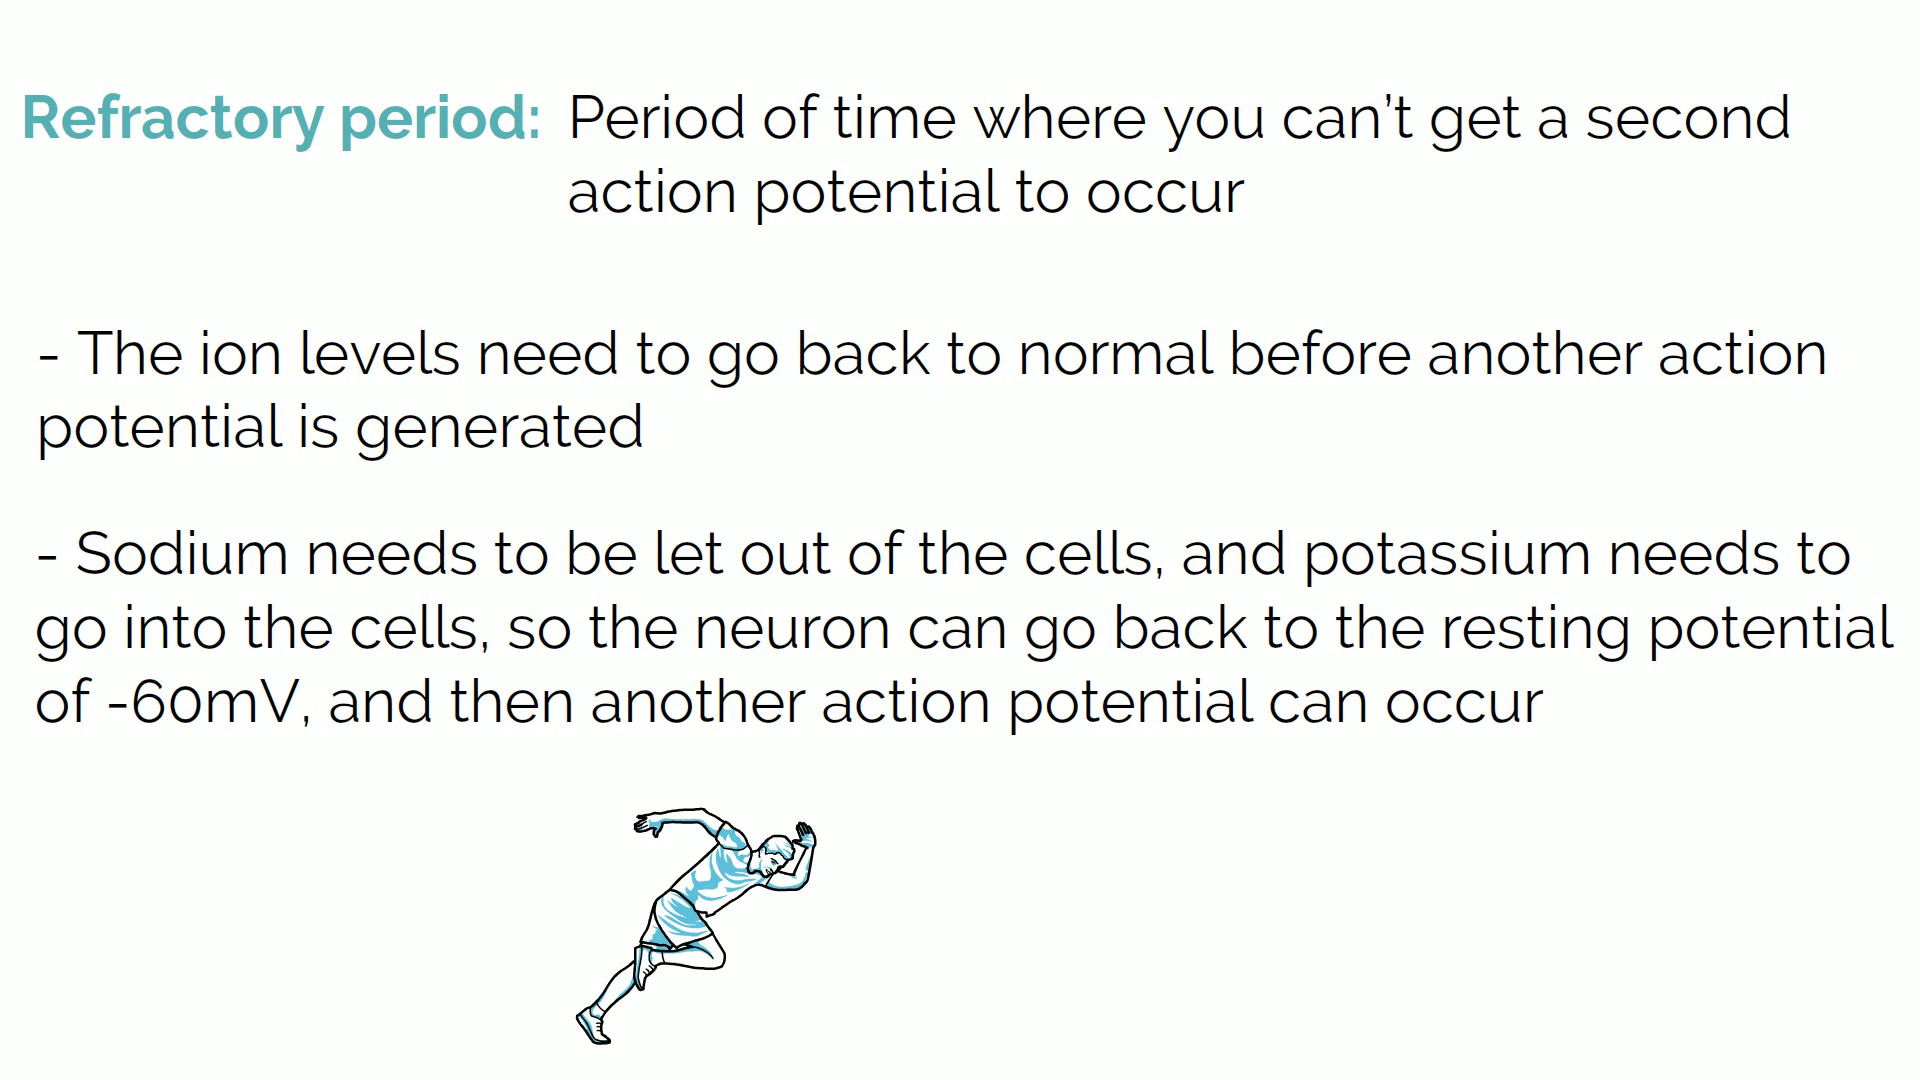 Refractory period: Period of time where you can’t get a second
action potential to occur
- The ion levels need to go back to normal before another action
potential is generated
- Sodium needs to be let out of the cells, and potassium needs to
go into the cells, so the neuron can go back to the resting potential
of -60mV, and then another action potential can occur